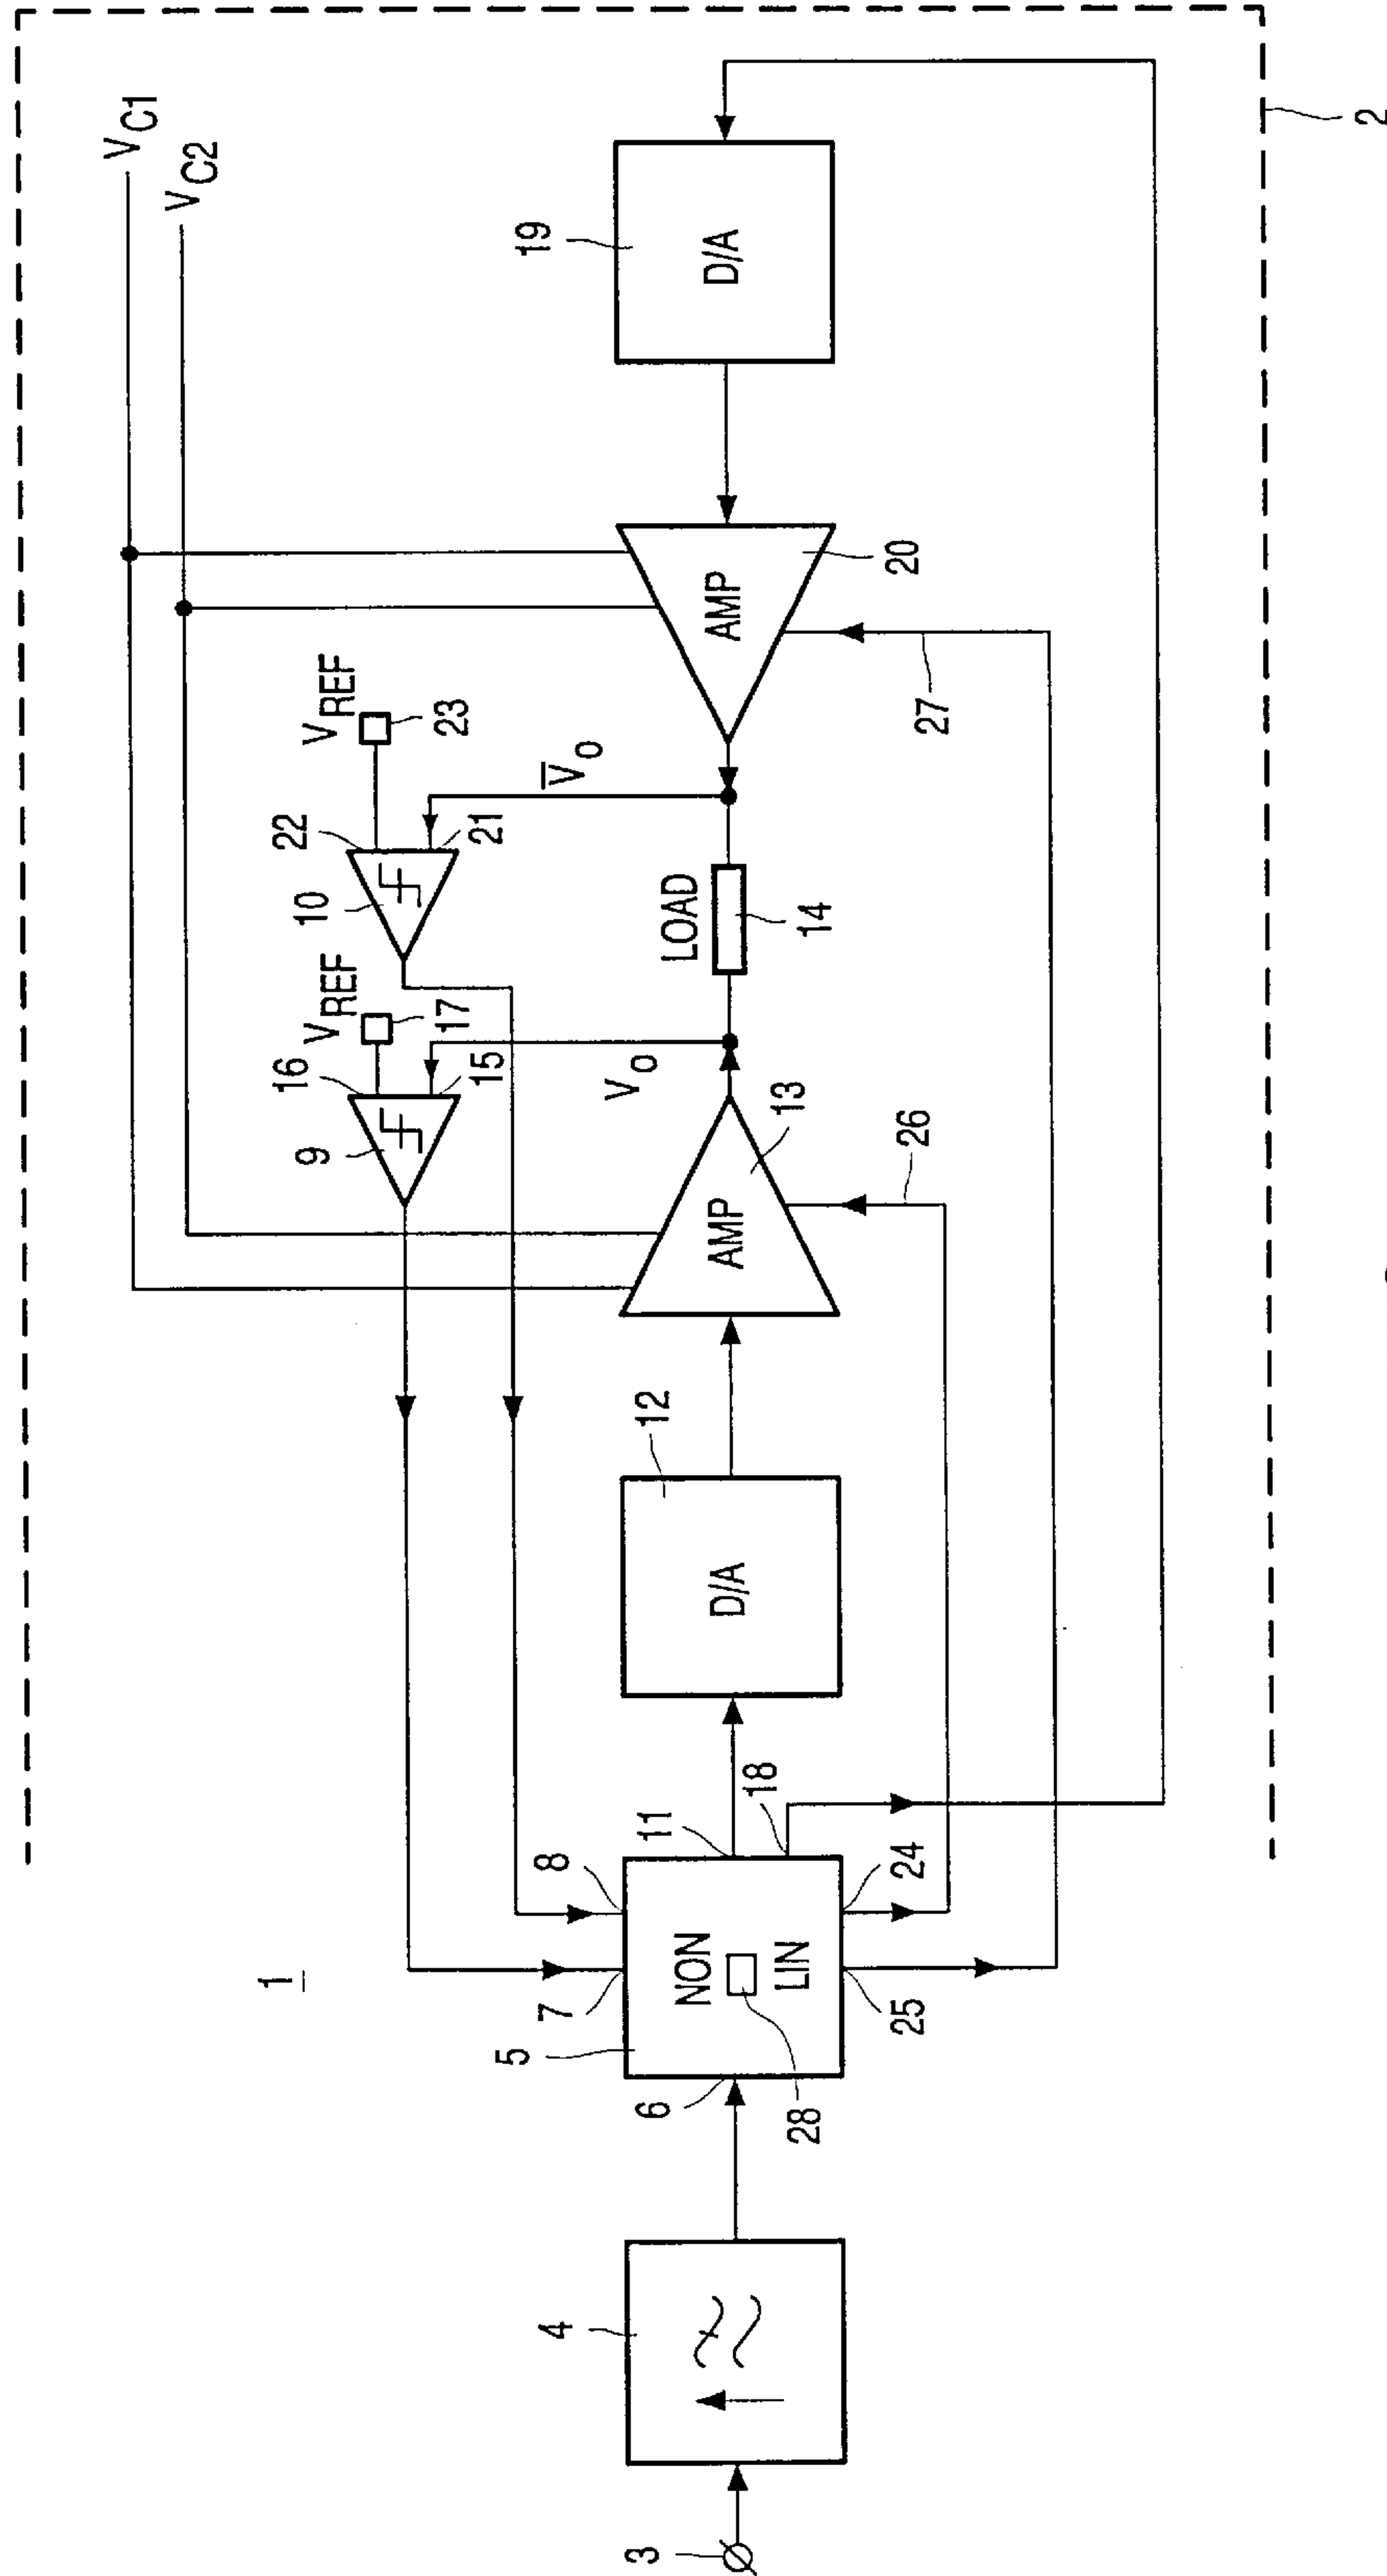 V C1
V C2
2
19
D/A
20
AMP
27
V REF
23
22
21
10
V̅ o
LOAD
14
V REF
17
16
15
9
V o
13
AMP
26
12
D/A
1
11
18
8
7
5
6
NON
LIN
28
24
25
4
3